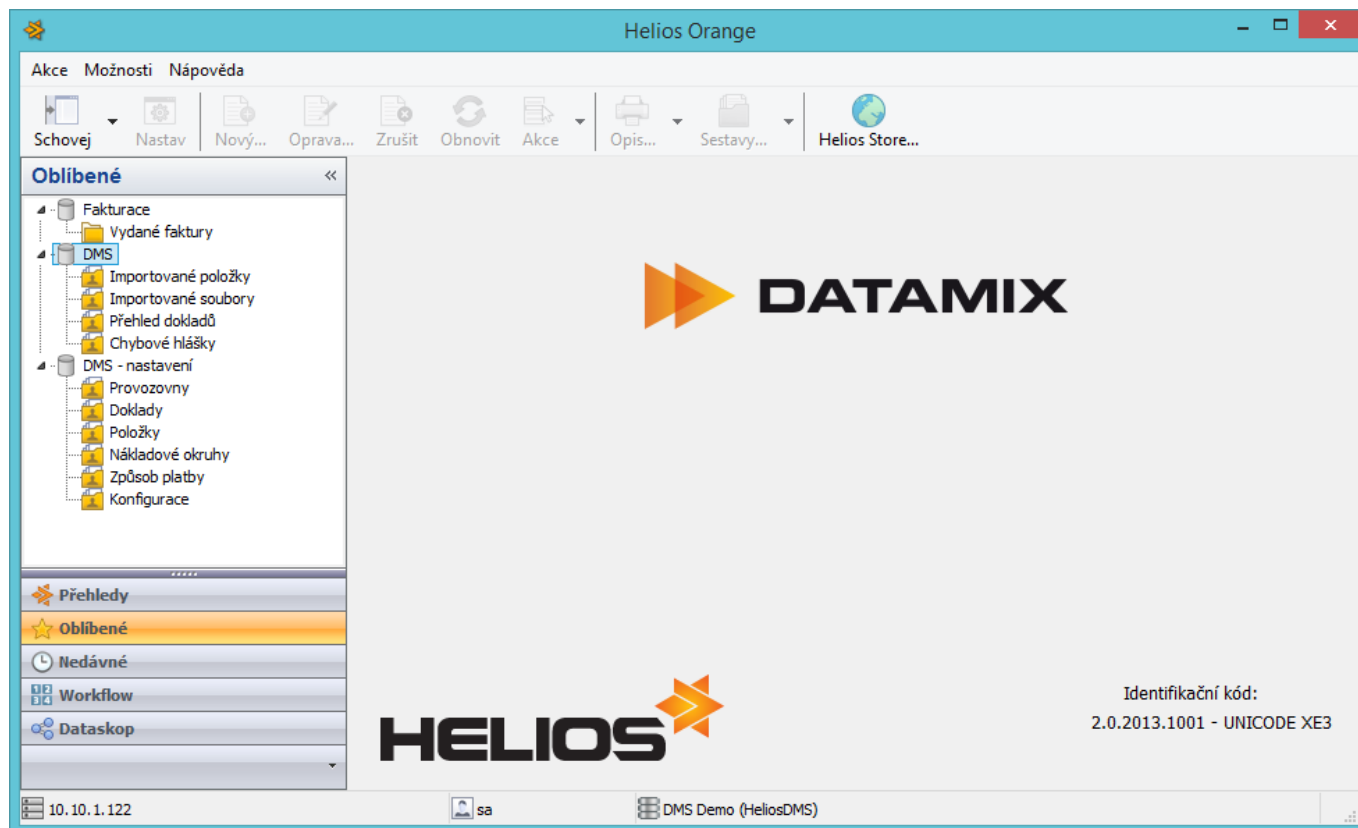 Helios Orange
Akce Možnosti Nápověda
Schovej Nastav Nový... Oprava... Zrušit Obnovit Akce Opis... Sestavy... Helios Store...
Oblíbené
Fakturace
Vydané faktury
DMS
Importované položky
Importované soubory
Přehled dokladů
Chybové hlášky
DMS - nastavení
Provozovny
Doklady
Položky
Nákladové okruhy
Způsob platby
Konfigurace
DATAMIX
Přehledy
Oblíbené
Nedávné
Workflow
Dataskop
HELIOS
Identifikační kód:
2.0.2013.1001 - UNICODE XE3
10.10.1.122 sa DMS Demo (HeliosDMS)